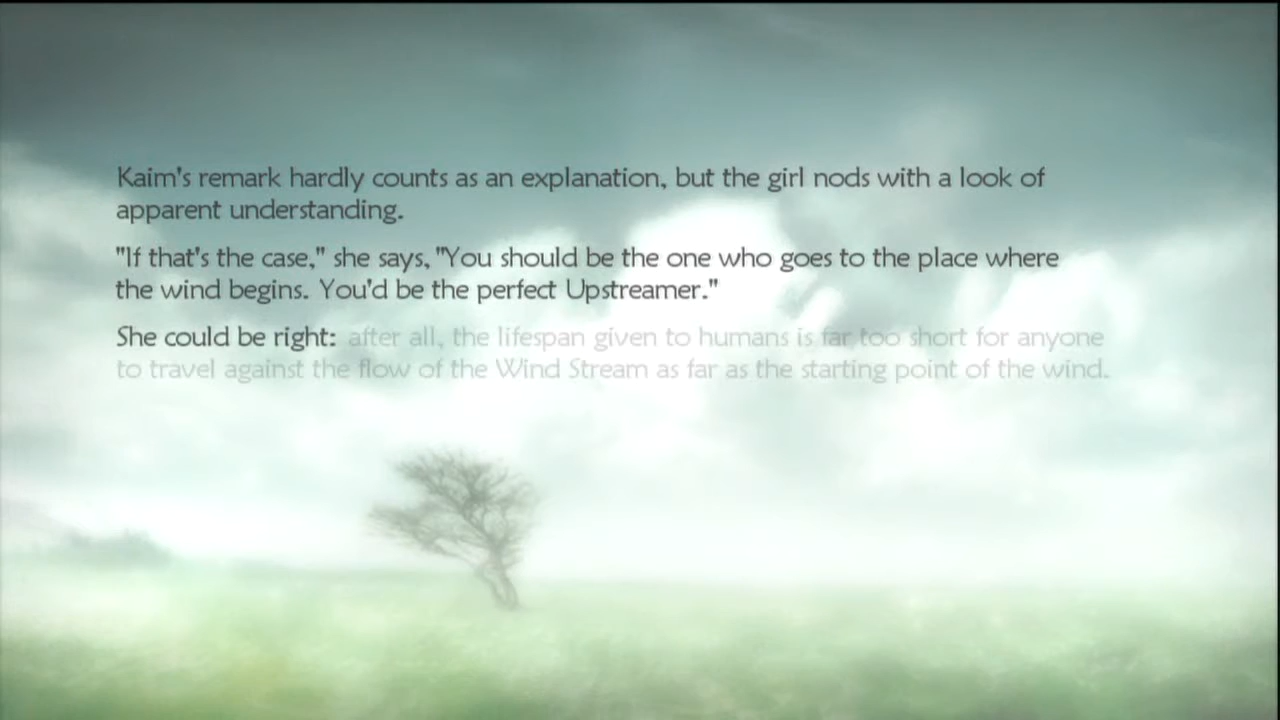 Kaim's remark hardly counts as an explanation, but the girl nods with a look of
apparent understanding.
"If that's the case," she says, "You should be the one who goes to the place where
the wind begins. You'd be the perfect Upstreamer."
She could be right: after all, the lifespan given to humans is far too short for anyone
to travel against the flow of the Wind Stream as far as the starting point of the wind.